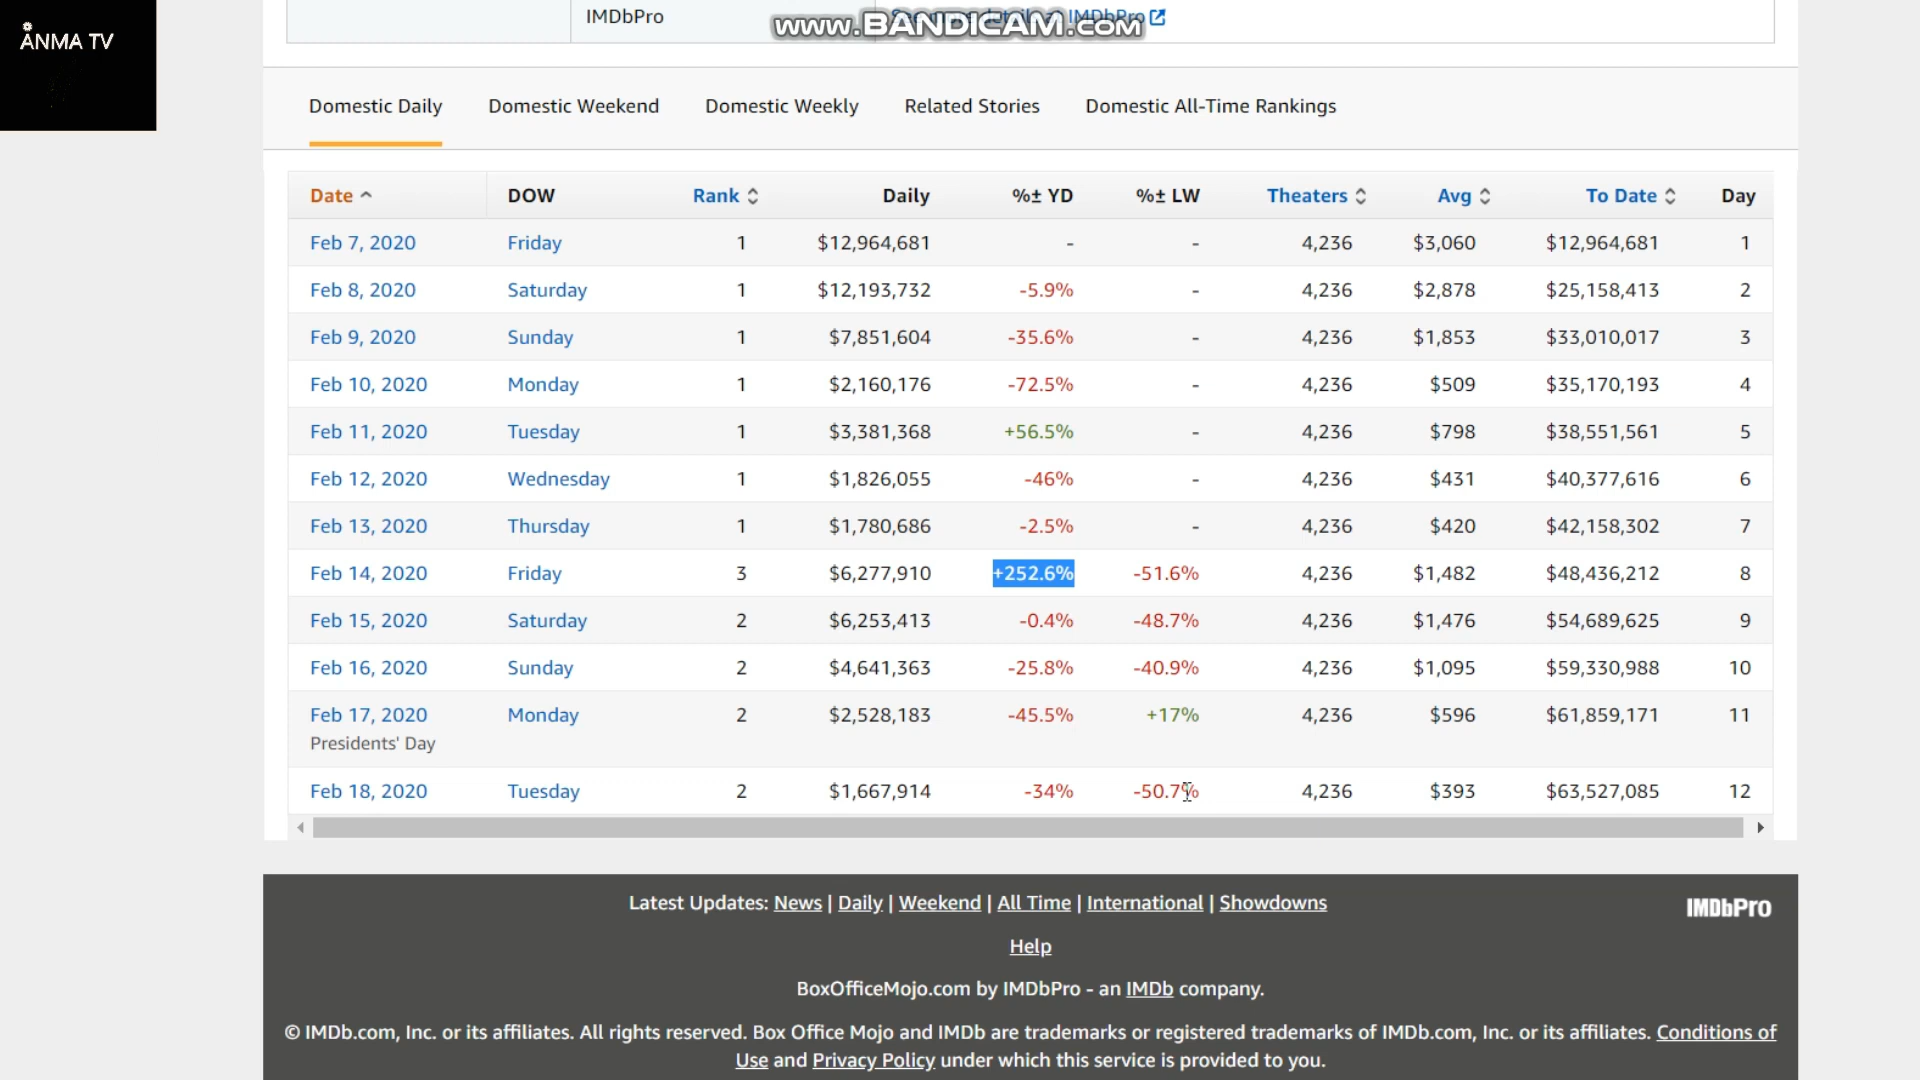 ANMA TV
IMDbPro
www.BANDICAM.com
Domestic Daily Domestic Weekend Domestic Weekly Related Stories Domestic All-Time Rankings
Date DOW Rank Daily %± YD %± LW Theaters Avg To Date Day
Feb 7, 2020 Friday 1 $12,964,681 - - 4,236 $3,060 $12,964,681 1
Feb 8, 2020 Saturday 1 $12,193,732 -5.9% - 4,236 $2,878 $25,158,413 2
Feb 9, 2020 Sunday 1 $7,851,604 -35.6% - 4,236 $1,853 $33,010,017 3
Feb 10, 2020 Monday 1 $2,160,176 -72.5% - 4,236 $509 $35,170,193 4
Feb 11, 2020 Tuesday 1 $3,381,368 +56.5% - 4,236 $798 $38,551,561 5
Feb 12, 2020 Wednesday 1 $1,826,055 -46% - 4,236 $431 $40,377,616 6
Feb 13, 2020 Thursday 1 $1,780,686 -2.5% - 4,236 $420 $42,158,302 7
Feb 14, 2020 Friday 3 $6,277,910 +252.6% -51.6% 4,236 $1,482 $48,436,212 8
Feb 15, 2020 Saturday 2 $6,253,413 -0.4% -48.7% 4,236 $1,476 $54,689,625 9
Feb 16, 2020 Sunday 2 $4,641,363 -25.8% -40.9% 4,236 $1,095 $59,330,988 10
Feb 17, 2020 Monday 2 $2,528,183 -45.5% +17% 4,236 $596 $61,859,171 11
Presidents' Day
Feb 18, 2020 Tuesday 2 $1,667,914 -34% -50.7% 4,236 $393 $63,527,085 12
Latest Updates: News | Daily | Weekend | All Time | International | Showdowns
IMDbPro
Help
BoxOfficeMojo.com by IMDbPro - an IMDb company.
© IMDb.com, Inc. or its affiliates. All rights reserved. Box Office Mojo and IMDb are trademarks or registered trademarks of IMDb.com, Inc. or its affiliates. Conditions of
Use and Privacy Policy under which this service is provided to you.